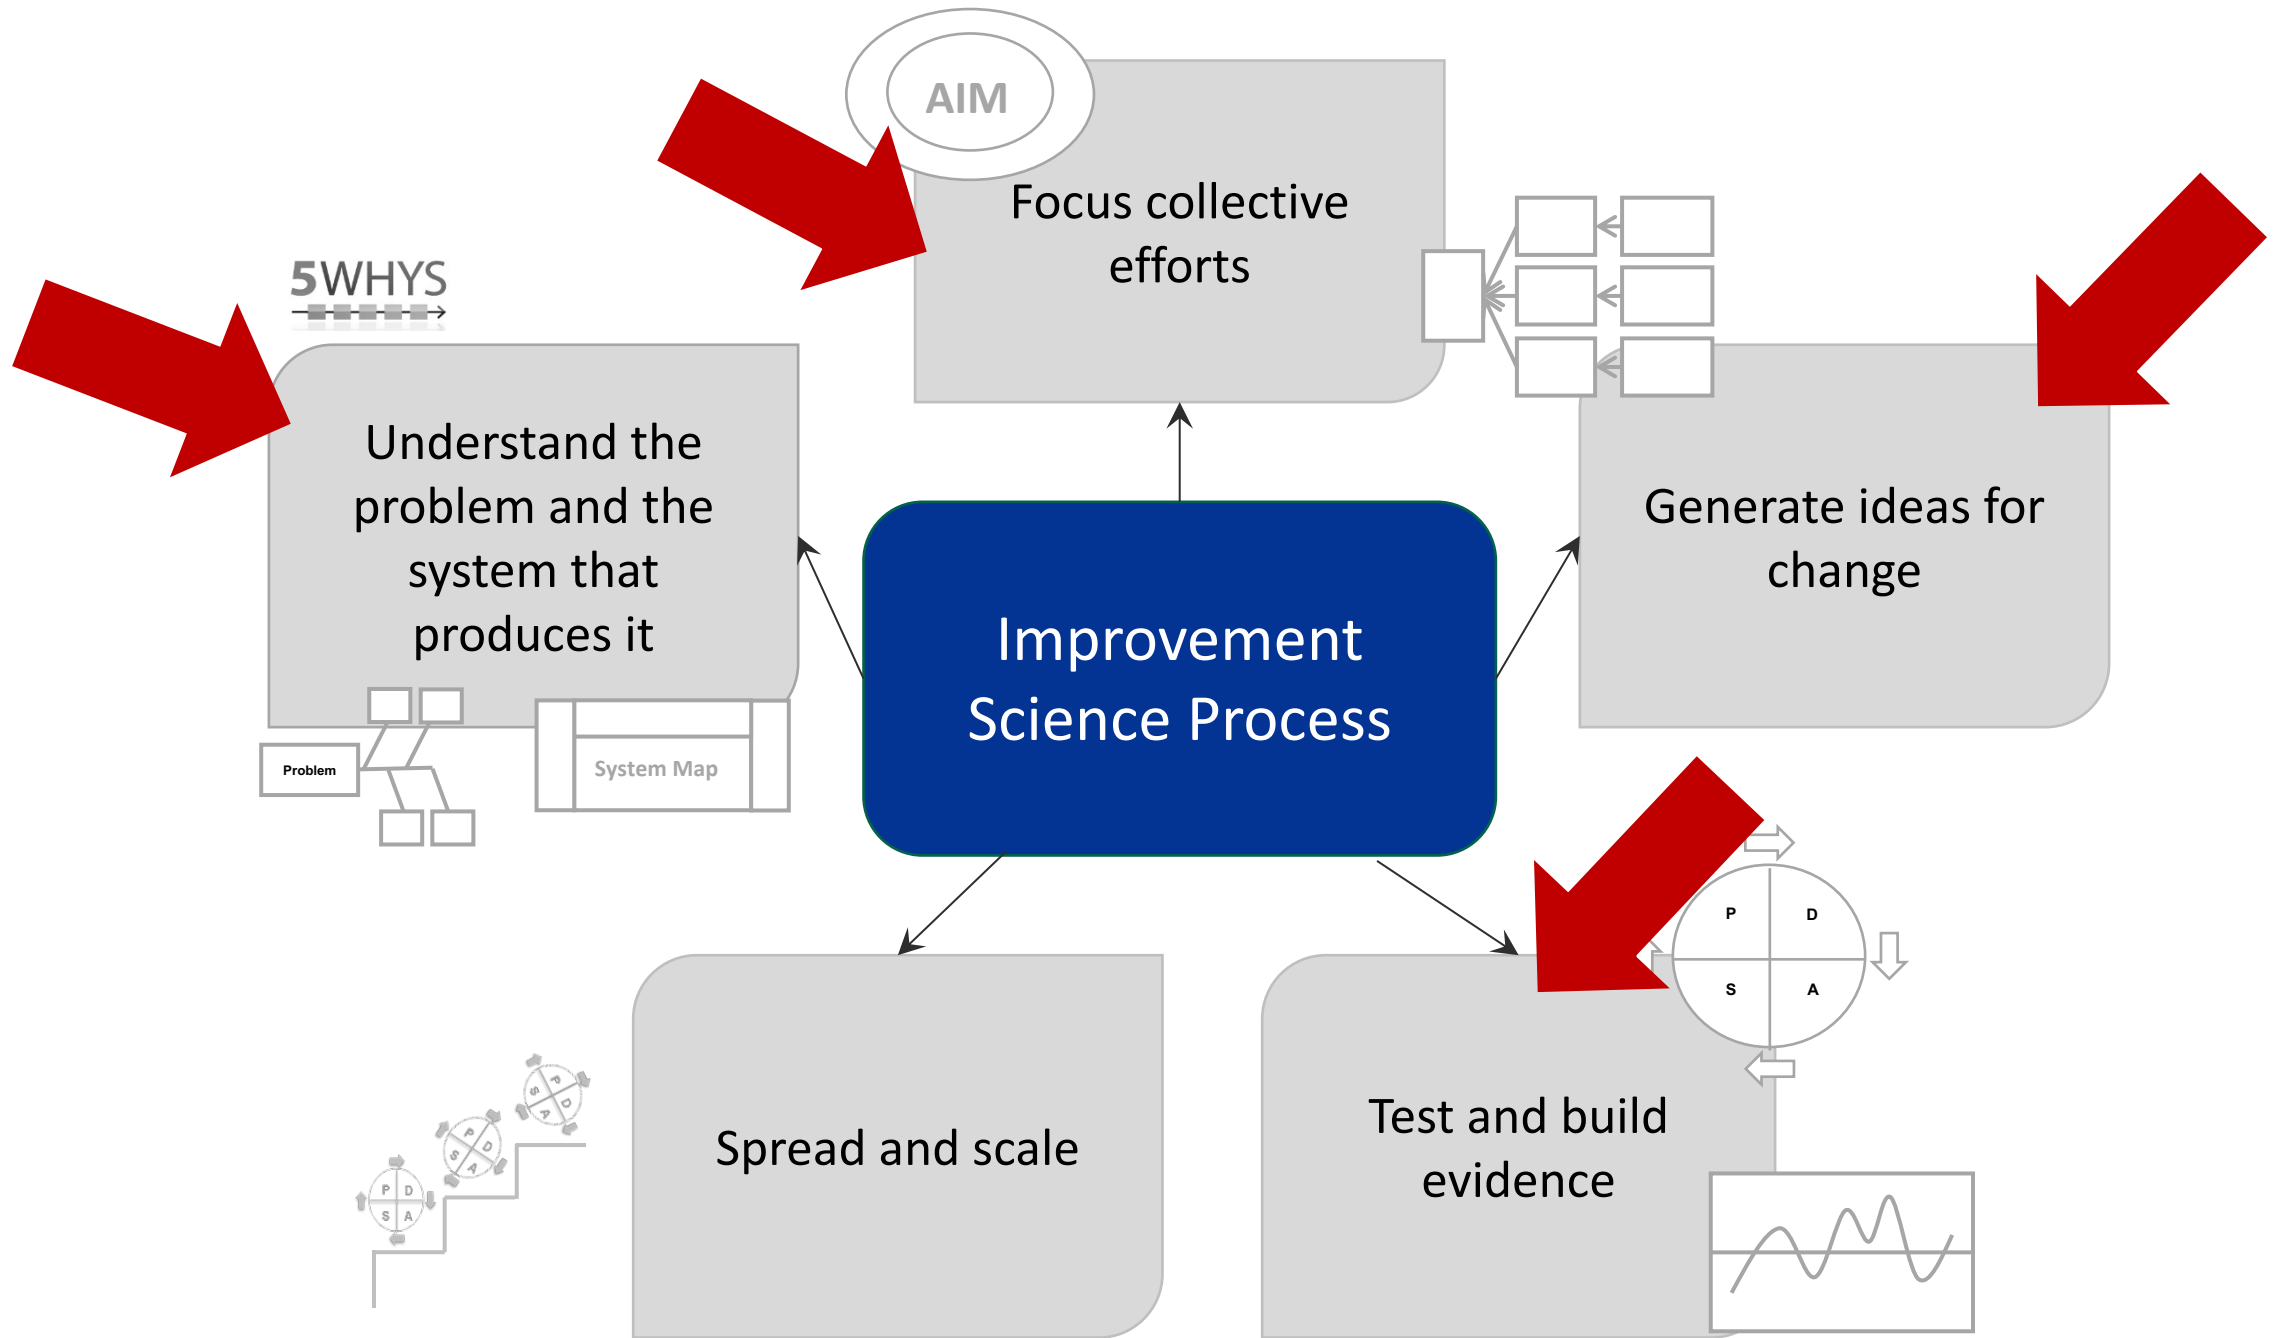 AIM
Focus collective
efforts
5WHYS
Understand the
problem and the
system that
produces it
Generate ideas for
change
Improvement
Science Process
Problem
System Map
P D
S A
Spread and scale
Test and build
evidence
P D
S A
P D
S A
P D
S A